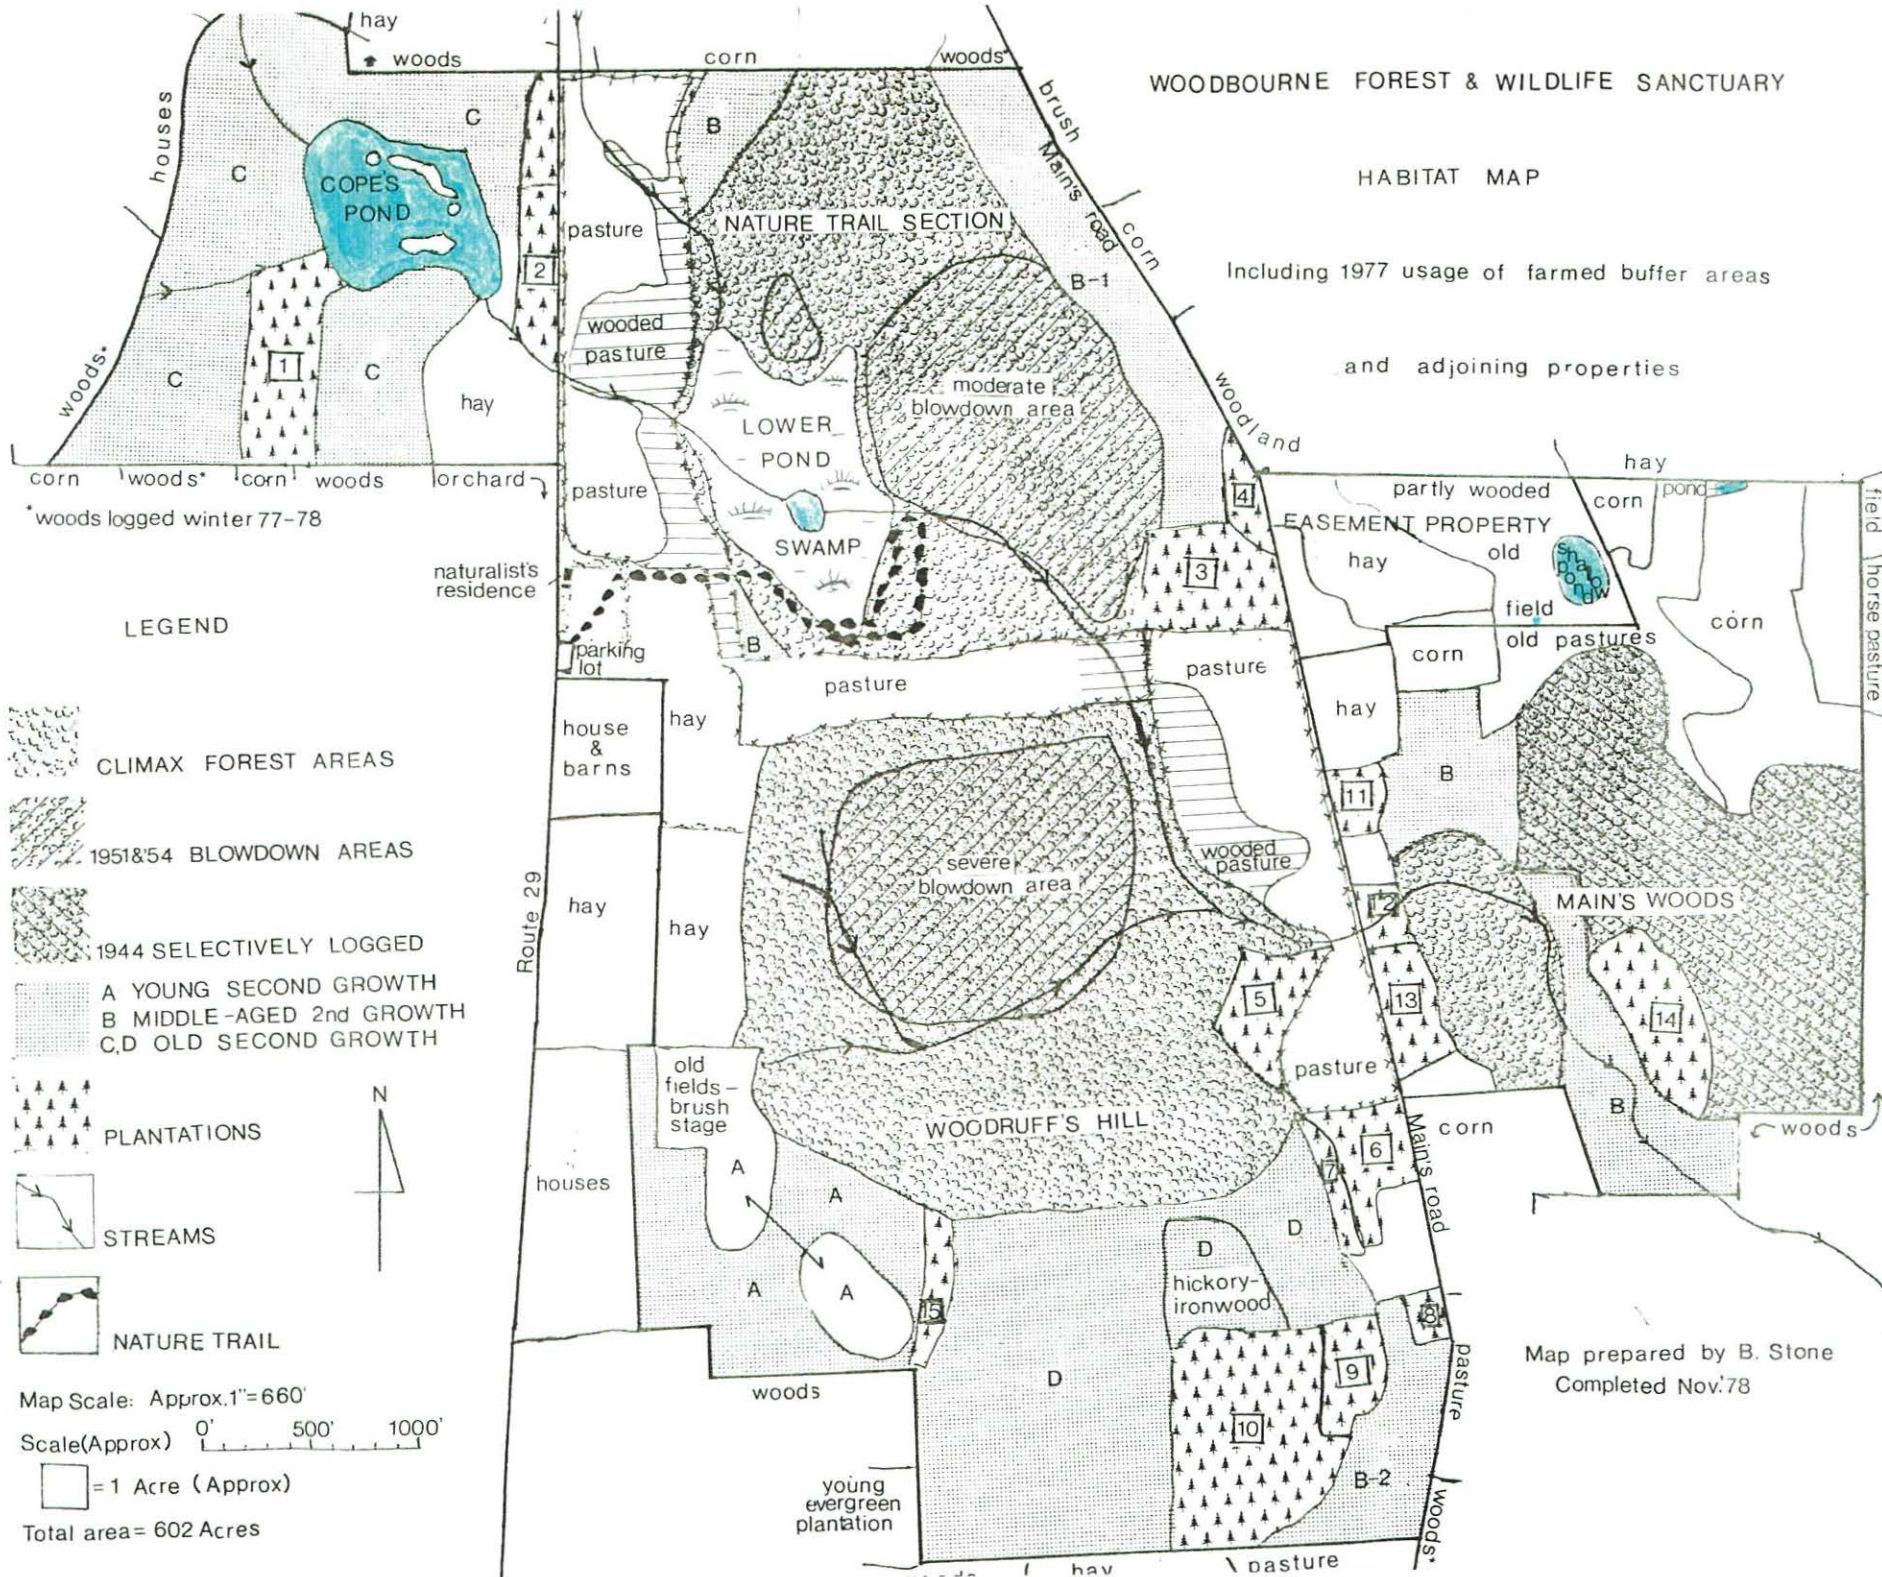 WOODBOURNE FOREST & WILDLIFE SANCTUARY
HABITAT MAP
Including 1977 usage of farmed buffer areas
and adjoining properties
hay
woods
corn
woods*
houses
C
C
COPE'S
POND
2
pasture
B
NATURE TRAIL SECTION
brush
Main's road
corn
B-1
wooded
pasture
woods*
C
1
C
hay
moderate
blowdown area
LOWER
POND
SWAMP
woodland
corn
woods*
corn
woods
orchard
*woods logged winter 77-78
pasture
4
3
hay
partly wooded
corn
pond
EASEMENT PROPERTY
hay
old
shallow
pond
field
old pastures
corn
field
horse pasture
naturalist's
residence
parking
lot
B
pasture
pasture
corn
hay
house
&
barns
hay
B
11
severe
blowdown area
wooded
pasture
Route 29
hay
hay
12
MAIN'S WOODS
5
13
14
pasture
old
fields-
brush
stage
WOODRUFF'S HILL
Main's road
corn
B
woods
6
7
houses
A
A
A
A
15
D
D
hickory-
ironwood
D
8
9
10
B-2
pasture
woods*
woods
young
evergreen
plantation
hay
pasture
LEGEND
CLIMAX FOREST AREAS
1951&'54 BLOWDOWN AREAS
1944 SELECTIVELY LOGGED
A YOUNG SECOND GROWTH
B MIDDLE-AGED 2nd GROWTH
C,D OLD SECOND GROWTH
PLANTATIONS
N
STREAMS
NATURE TRAIL
Map Scale: Approx. 1"=660'
Scale(Approx) 0' 500' 1000'
= 1 Acre (Approx)
Total area= 602 Acres
Map prepared by B. Stone
Completed Nov.'78